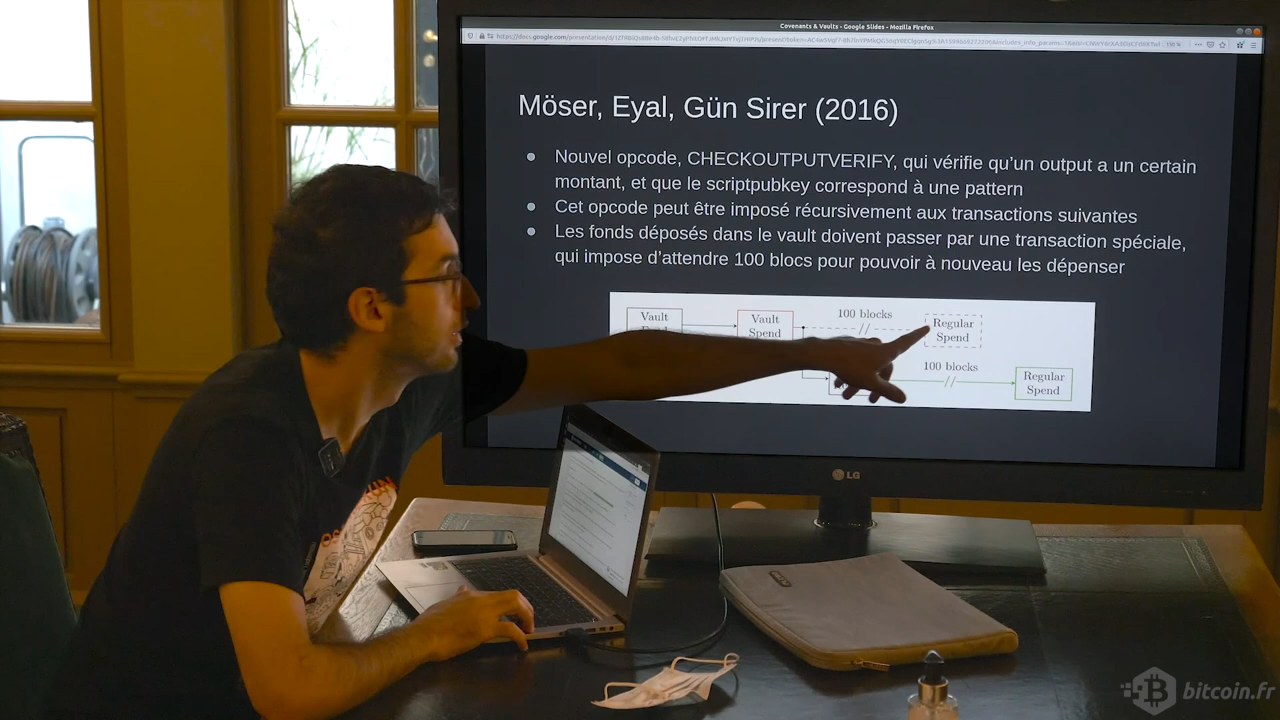 Covenants & Vaults - Google Slides - Mozilla Firefox
Möser, Eyal, Gün Sirer (2016)
● Nouvel opcode, CHECKOUTPUTVERIFY, qui vérifie qu'un output a un certain
montant, et que le scriptpubkey correspond à une pattern
● Cet opcode peut être imposé récursivement aux transactions suivantes
● Les fonds déposés dans le vault doivent passer par une transaction spéciale,
qui impose d'attendre 100 blocs pour pouvoir à nouveau les dépenser
Vault
Vault
Spend
100 blocks
Regular
Spend
100 blocks
Regular
Spend
LG
bitcoin.fr